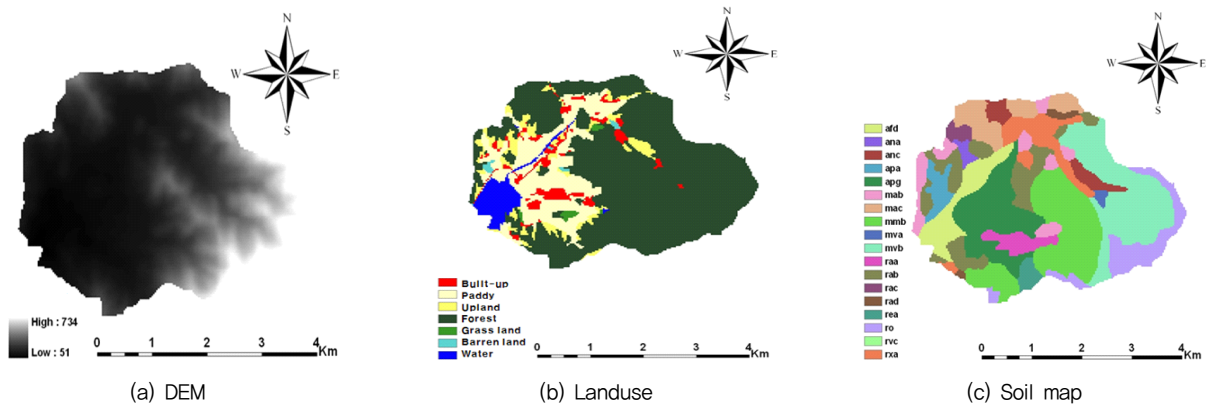 N
W E
S
High : 734
Low : 51
0 1 2 3 4
Km
(a) DEM
N
W E
S
Built-up
Paddy
Upland
Forest
Grass land
Barren land
Water
0 1 2 3 4
Km
(b) Landuse
N
W E
S
afd
ana
anc
apa
apg
mab
mac
mmb
mva
mvb
raa
rab
rac
rad
rea
ro
rvc
rxa
0 1 2 3 4
Km
(c) Soil map